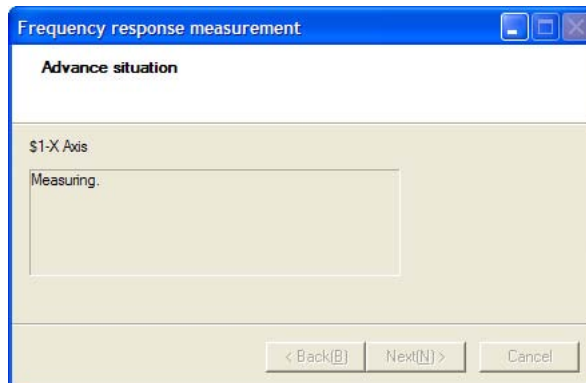 Frequency response measurement
Advance situation
$1-X Axis
Measuring.
< Back(B) Next(N) > Cancel